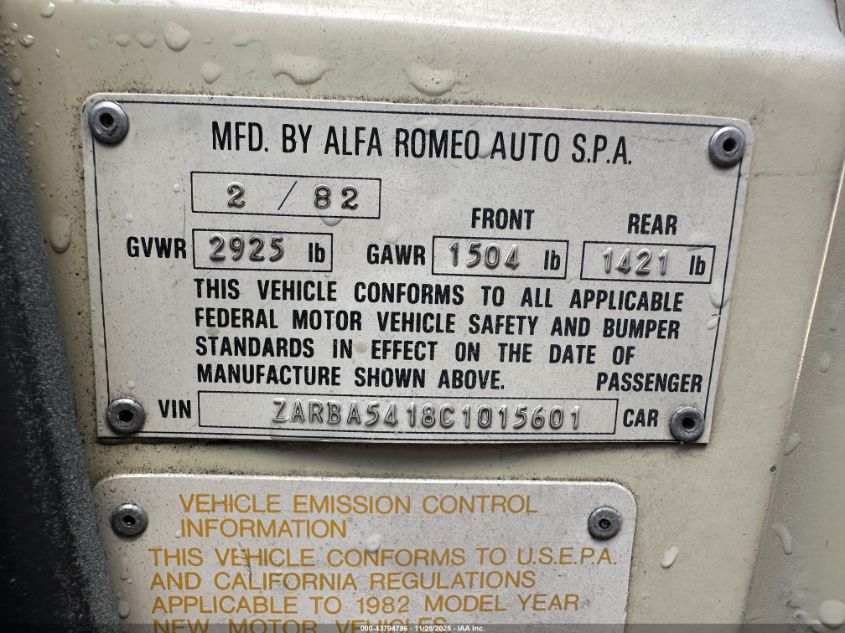 MFD. BY ALFA ROMEO AUTO S.P.A.
2 / 82
FRONT REAR
GVWR 2925 lb GAWR 1504 lb 1421 lb
THIS VEHICLE CONFORMS TO ALL APPLICABLE
FEDERAL MOTOR VEHICLE SAFETY AND BUMPER
STANDARDS IN EFFECT ON THE DATE OF
MANUFACTURE SHOWN ABOVE. PASSENGER
VIN ZARBA5418C1015601 CAR
VEHICLE EMISSION CONTROL
INFORMATION
THIS VEHICLE CONFORMS TO U.S.E.P.A.
AND CALIFORNIA REGULATIONS
APPLICABLE TO 1982 MODEL YEAR
NEW MOTOR VEHICLES
000-43794786 - 11/25/2025 - IAA Inc.